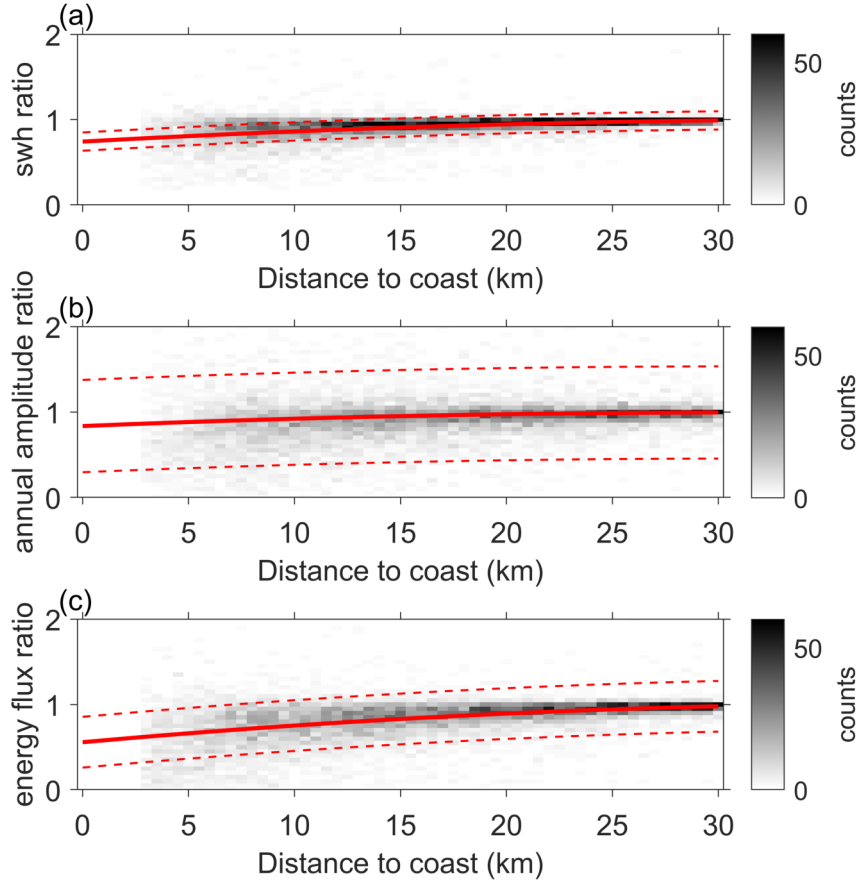 (a)
2
1
0
swh ratio
0 5 10 15 20 25 30
Distance to coast (km)
50
0
counts
(b)
2
1
0
annual amplitude ratio
0 5 10 15 20 25 30
Distance to coast (km)
50
0
counts
(c)
2
1
0
energy flux ratio
0 5 10 15 20 25 30
Distance to coast (km)
50
0
counts